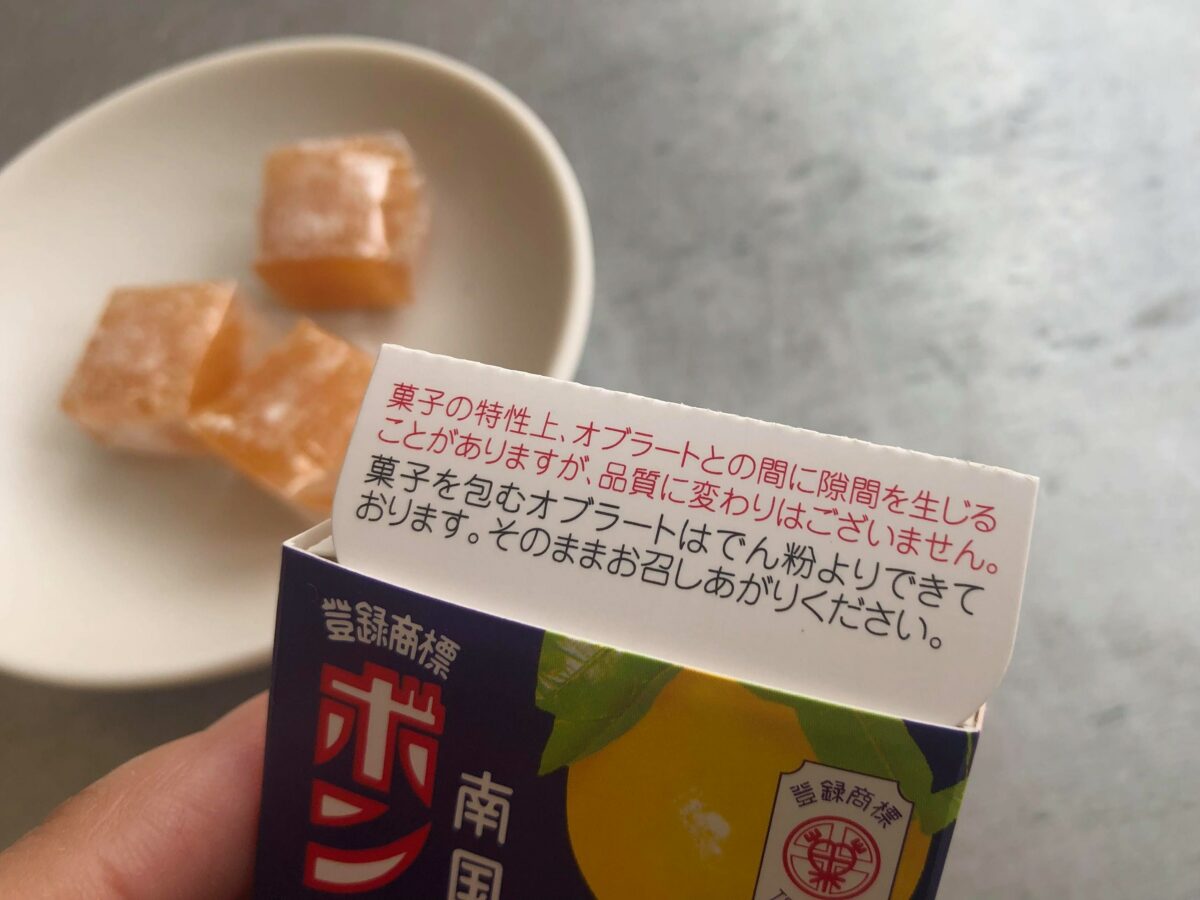 菓子の特性上、オブラートとの間に隙間を生じる
ことがありますが、品質に変わりはございません。
菓子を包むオブラートはでん粉よりできて
おります。そのままお召しあがりください。
登録商標
ボン
南国
登録商標